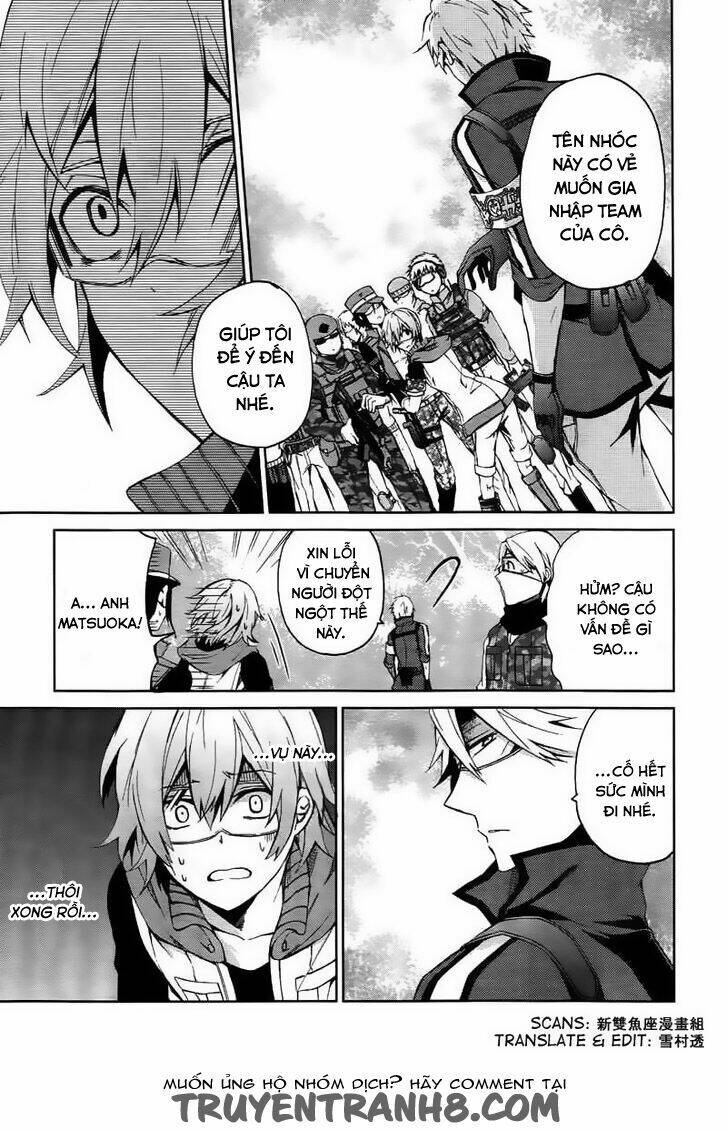 TÊN NHÓC
NÀY CÓ VẺ
MUỐN GIA
NHẬP TEAM
CỦA CÔ.
GIÚP TÔI
ĐỂ Ý ĐẾN
CẬU TA
NHÉ.
HỬM? CẬU
KHÔNG CÓ
VẤN ĐỀ GÌ
SAO...
XIN LỖI
VÌ CHUYỂN
NGƯỜI ĐỘT
NGỘT THẾ
NÀY.
A... ANH
MATSUOKA!
...CỐ HẾT
SỨC MÌNH
ĐI NHÉ.
...VỤ NÀY...
...THÔI
XONG RỒI...
SCANS: 新雙魚座漫畫組
TRANSLATE & EDIT: 雪村透
MUỐN ỦNG HỘ NHÓM DỊCH? HÃY COMMENT TẠI
TRUYENTRANH8.COM